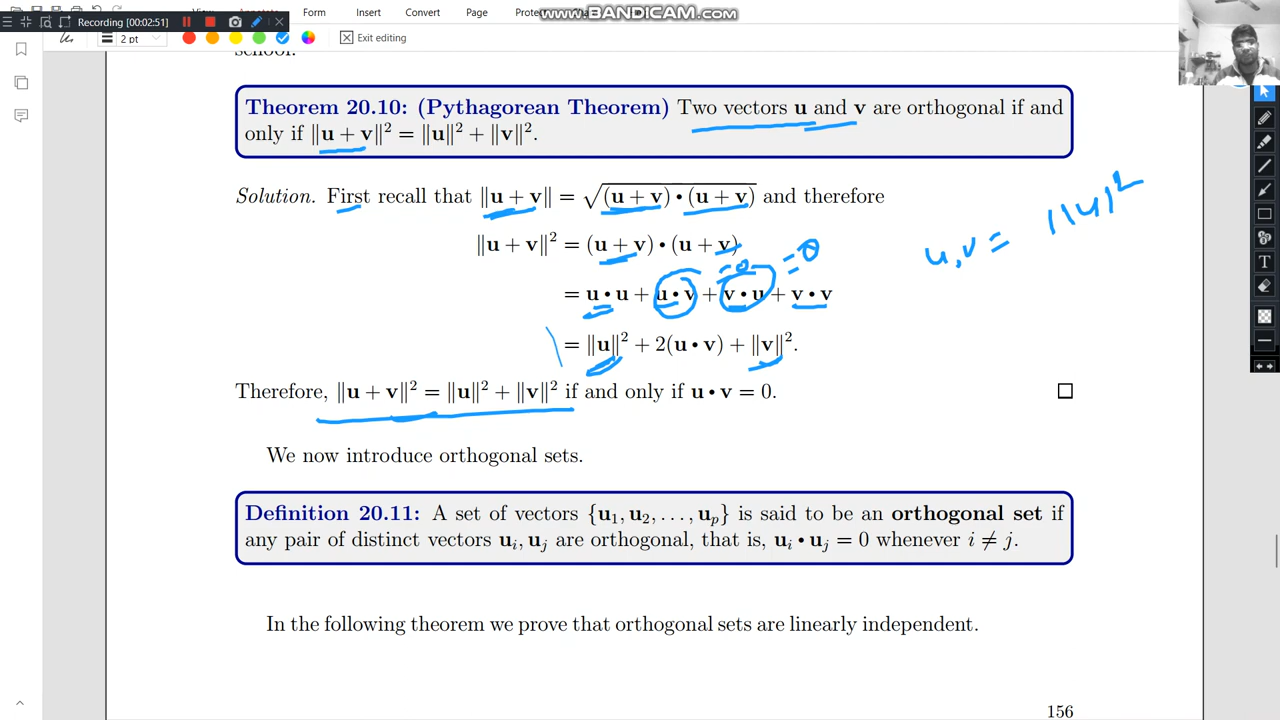 Recording [00:02:51]
www.BANDICAM.com
Form Insert Convert Page
2 pt Exit editing
school.
Theorem 20.10: (Pythagorean Theorem) Two vectors u and v are orthogonal if and
only if ‖u + v‖² = ‖u‖² + ‖v‖².
Solution. First recall that ‖u + v‖ = √(u + v) • (u + v) and therefore
‖u + v‖² = (u + v) • (u + v)
= u • u + u • v + v • u + v • v
= ‖u‖² + 2(u • v) + ‖v‖².
Therefore, ‖u + v‖² = ‖u‖² + ‖v‖² if and only if u • v = 0.
We now introduce orthogonal sets.
Definition 20.11: A set of vectors {u₁, u₂, . . . , uₚ} is said to be an orthogonal set if
any pair of distinct vectors uᵢ, uⱼ are orthogonal, that is, uᵢ • uⱼ = 0 whenever i ≠ j.
In the following theorem we prove that orthogonal sets are linearly independent.
156
=0
=0
u,v =